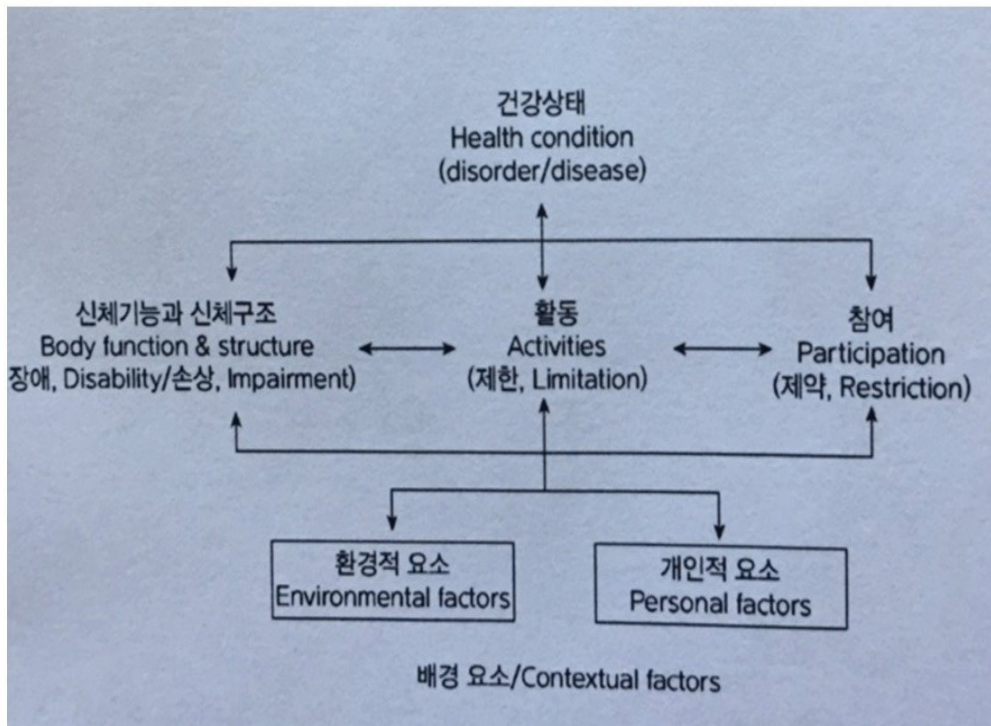 건강상태
Health condition
(disorder/disease)
신체기능과 신체구조
Body function & structure
장애, Disability/손상, Impairment)
활동
Activities
(제한, Limitation)
참여
Participation
(제약, Restriction)
환경적 요소
Environmental factors
개인적 요소
Personal factors
배경 요소/Contextual factors